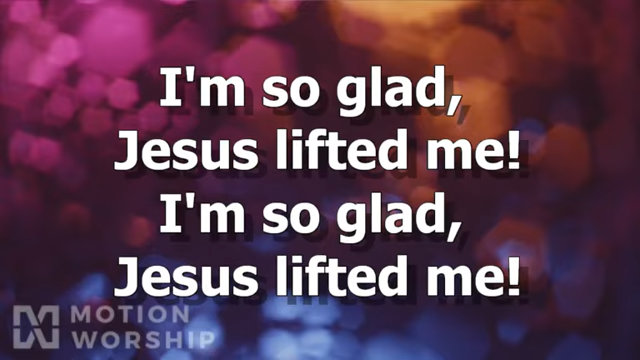 I'm so glad,
Jesus lifted me!
I'm so glad,
Jesus lifted me!
MOTION
WORSHIP